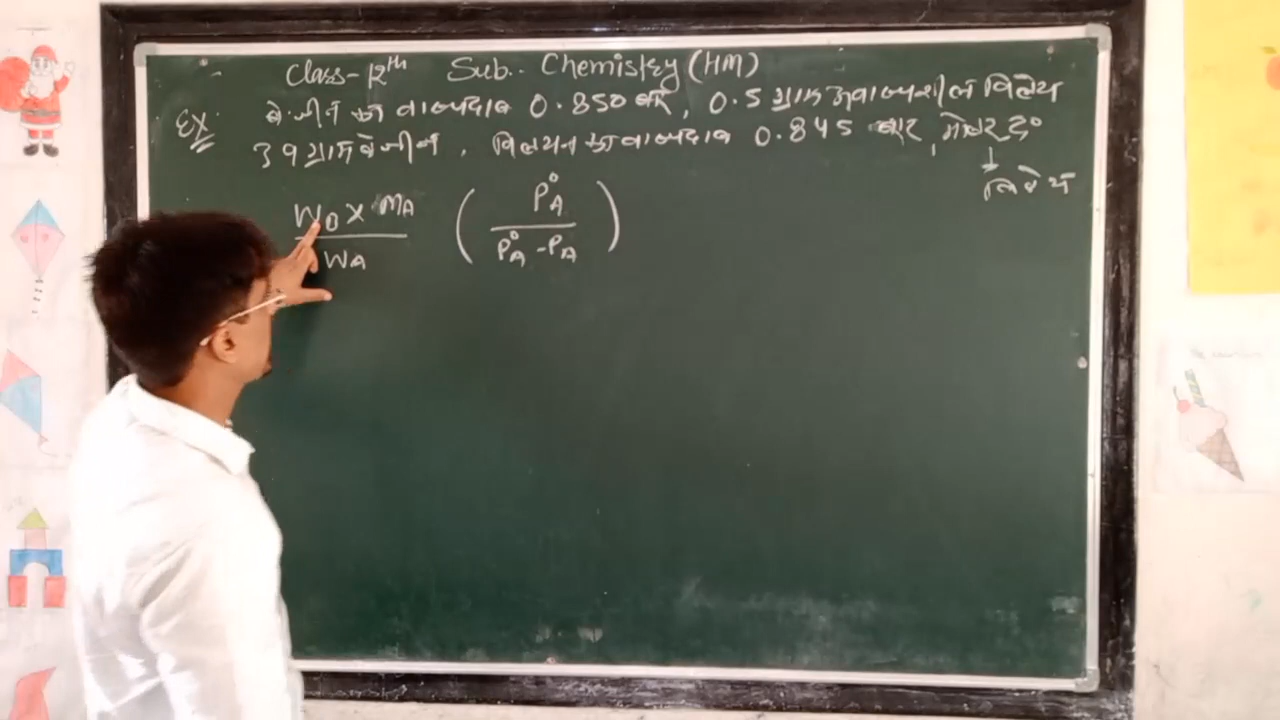 Class-12th Sub.. Chemistry (HM)
Ex. बेन्जीन का वाष्पदाब 0.850 बार, 0.5 ग्राम अवाष्पशील विलेय
39 ग्राम बेन्जीन, विलयन का वाष्पदाब 0.845 बार, मोलर द्र०
↓
विलेय
WB × MA / WA ( P°A / P°A - PA )